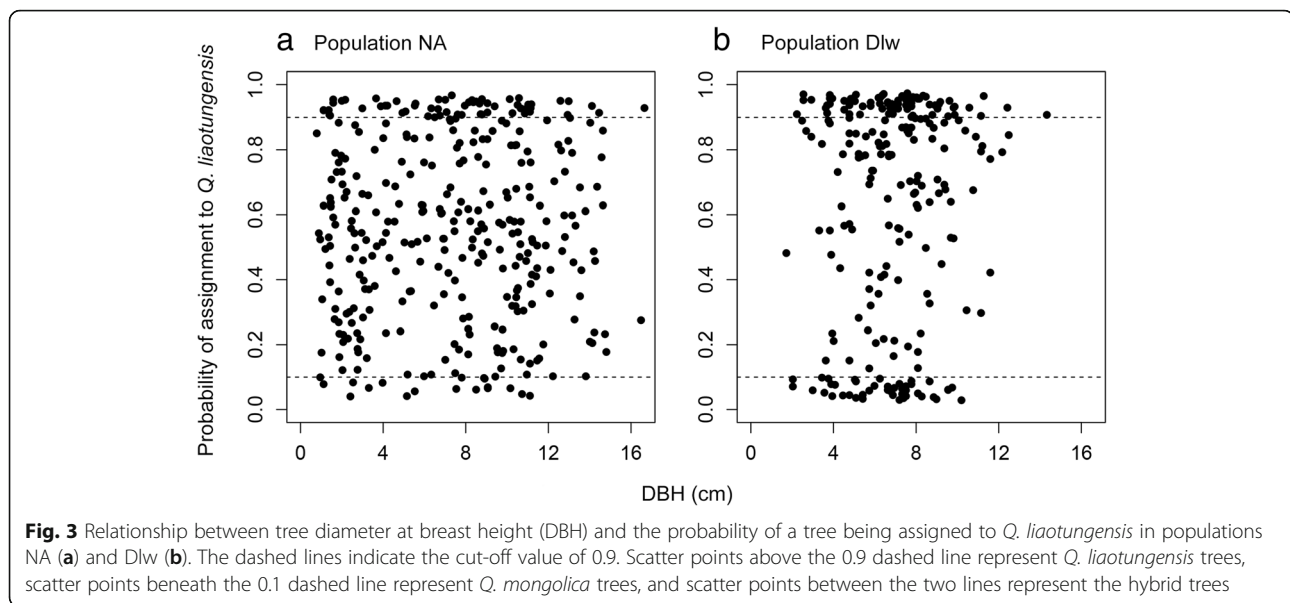 a Population NA
b Population Dlw
Probability of assignment to Q. liaotungensis
1.0
0.8
0.6
0.4
0.2
0.0
0 4 8 12 16
1.0
0.8
0.6
0.4
0.2
0.0
0 4 8 12 16
DBH (cm)
Fig. 3 Relationship between tree diameter at breast height (DBH) and the probability of a tree being assigned to Q. liaotungensis in populations
NA (a) and Dlw (b). The dashed lines indicate the cut-off value of 0.9. Scatter points above the 0.9 dashed line represent Q. liaotungensis trees,
scatter points beneath the 0.1 dashed line represent Q. mongolica trees, and scatter points between the two lines represent the hybrid trees